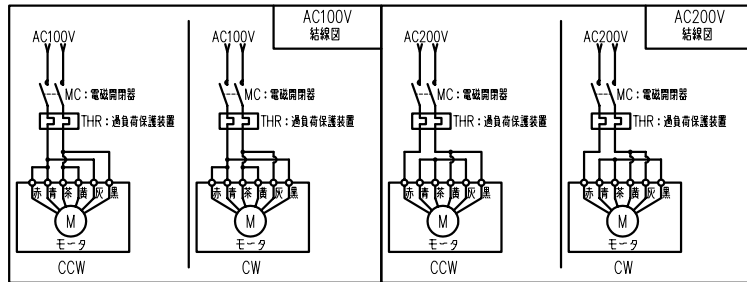 AC100V
結線図
AC100V
MC：電磁開閉器
THR：過負荷保護装置
赤 青 茶 黄 灰 黒
M
モータ
CCW
AC100V
MC：電磁開閉器
THR：過負荷保護装置
赤 青 茶 黄 灰 黒
M
モータ
CW
AC200V
結線図
AC200V
MC：電磁開閉器
THR：過負荷保護装置
赤 青 茶 黄 灰 黒
M
モータ
CCW
AC200V
MC：電磁開閉器
THR：過負荷保護装置
赤 青 茶 黄 灰 黒
M
モータ
CW